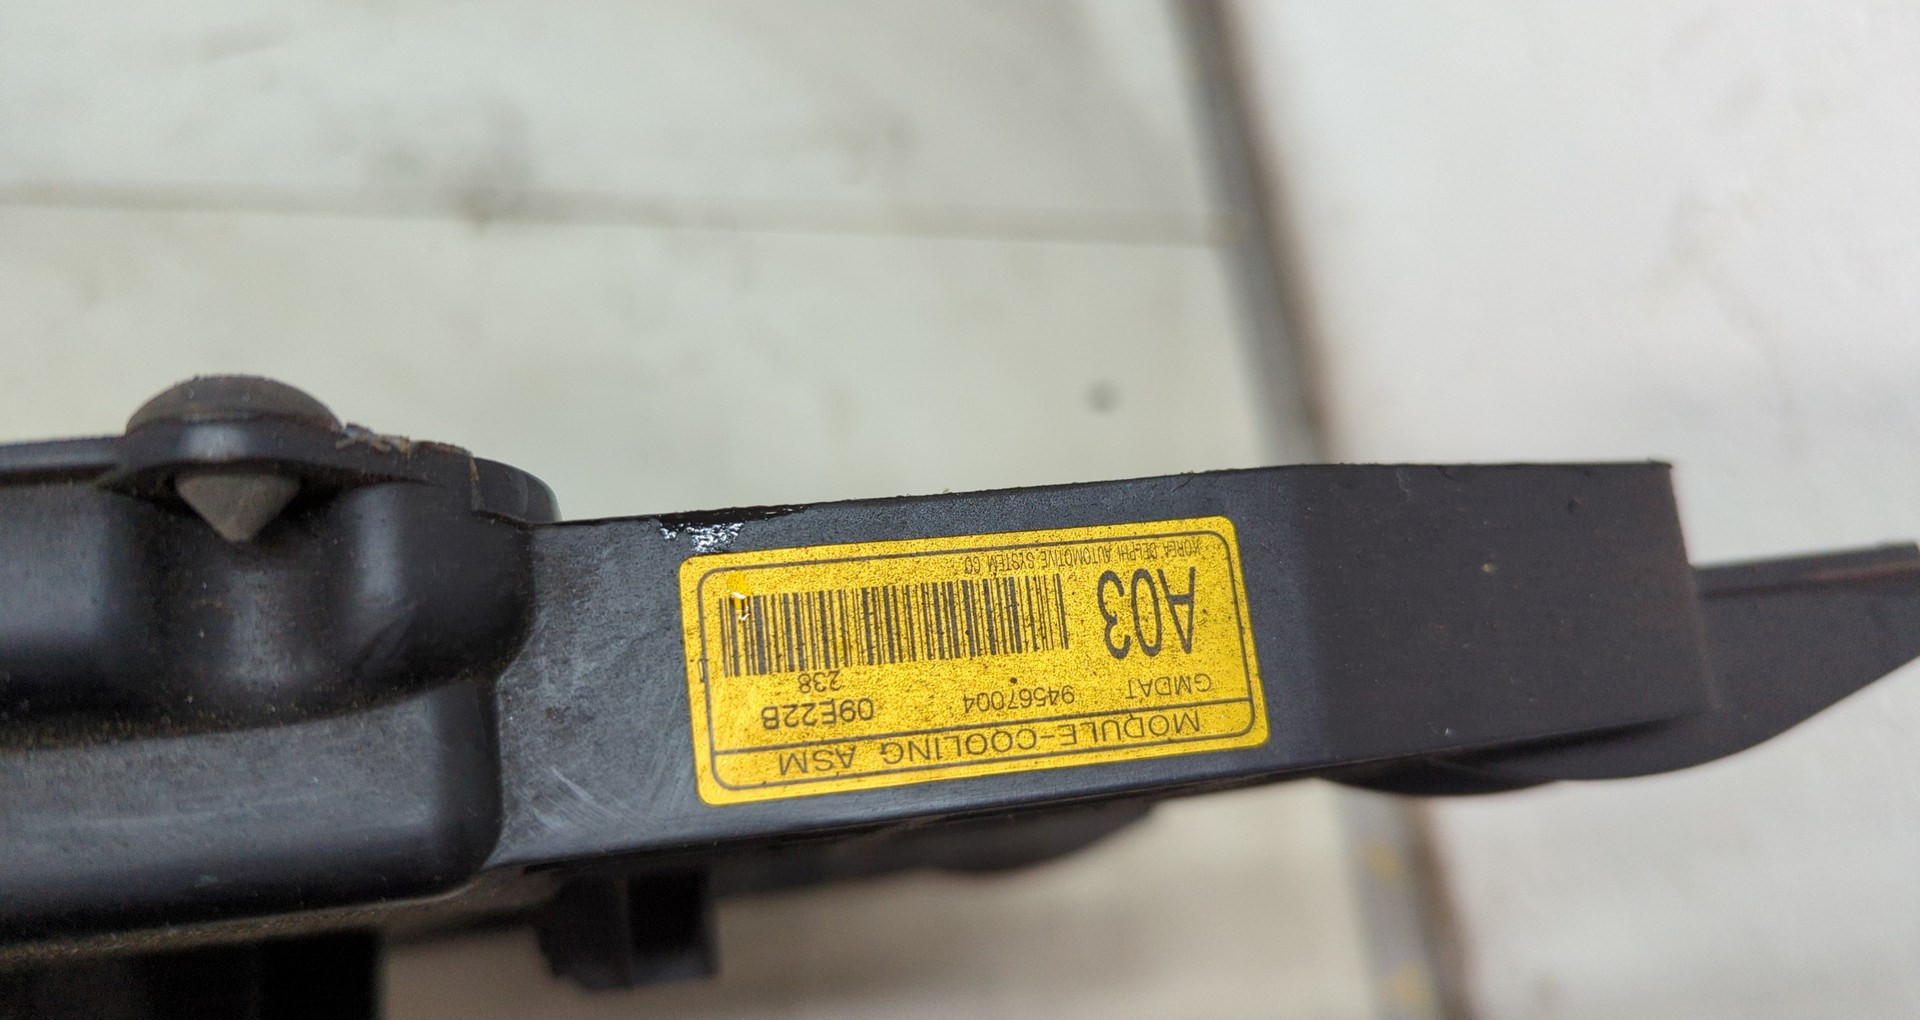 MODULE-COOLING ASM
GMDAT 94567004 09E22B
238
A03
KOREA DELPHI AUTOMOTIVE SYSTEM CO